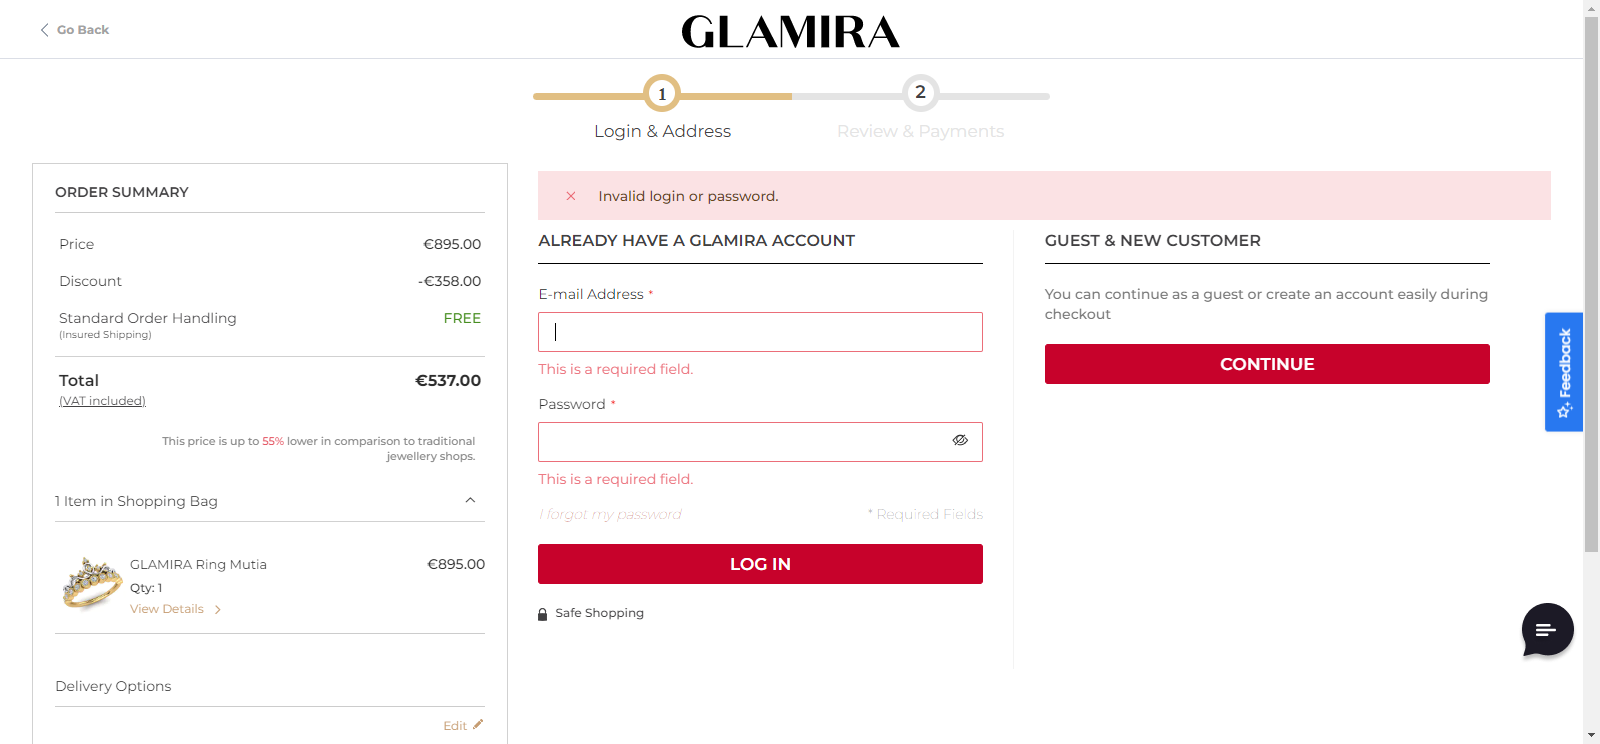 Go Back
GLAMIRA
1
2
Login & Address
Review & Payments
ORDER SUMMARY
Price €895.00
Discount -€358.00
Standard Order Handling FREE
(Insured Shipping)
Total €537.00
(VAT included)
This price is up to 55% lower in comparison to traditional
jewellery shops.
1 Item in Shopping Bag
GLAMIRA Ring Mutia €895.00
Qty: 1
View Details
Delivery Options
Edit
Invalid login or password.
ALREADY HAVE A GLAMIRA ACCOUNT
E-mail Address *
This is a required field.
Password *
This is a required field.
I forgot my password * Required Fields
LOG IN
Safe Shopping
GUEST & NEW CUSTOMER
You can continue as a guest or create an account easily during
checkout
CONTINUE
Feedback